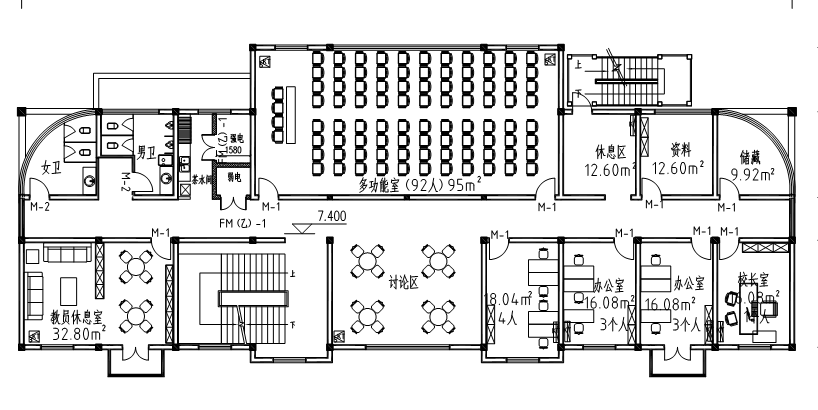 上
下
女卫
男卫
强电
1580
FM(乙)-1
弱电
茶水间
多功能室(92人)95㎡
休息区
12.60㎡
资料
12.60㎡
储藏
9.92㎡
M-2
M-2
M-1
M-1
M-1
M-1
FM(乙)-1
7.400
M-1
M-1
M-1
M-1
M-1
教员休息室
32.80㎡
上
下
讨论区
18.04㎡
4人
办公室
16.08㎡
3个人
办公室
16.08㎡
3个人
校长室